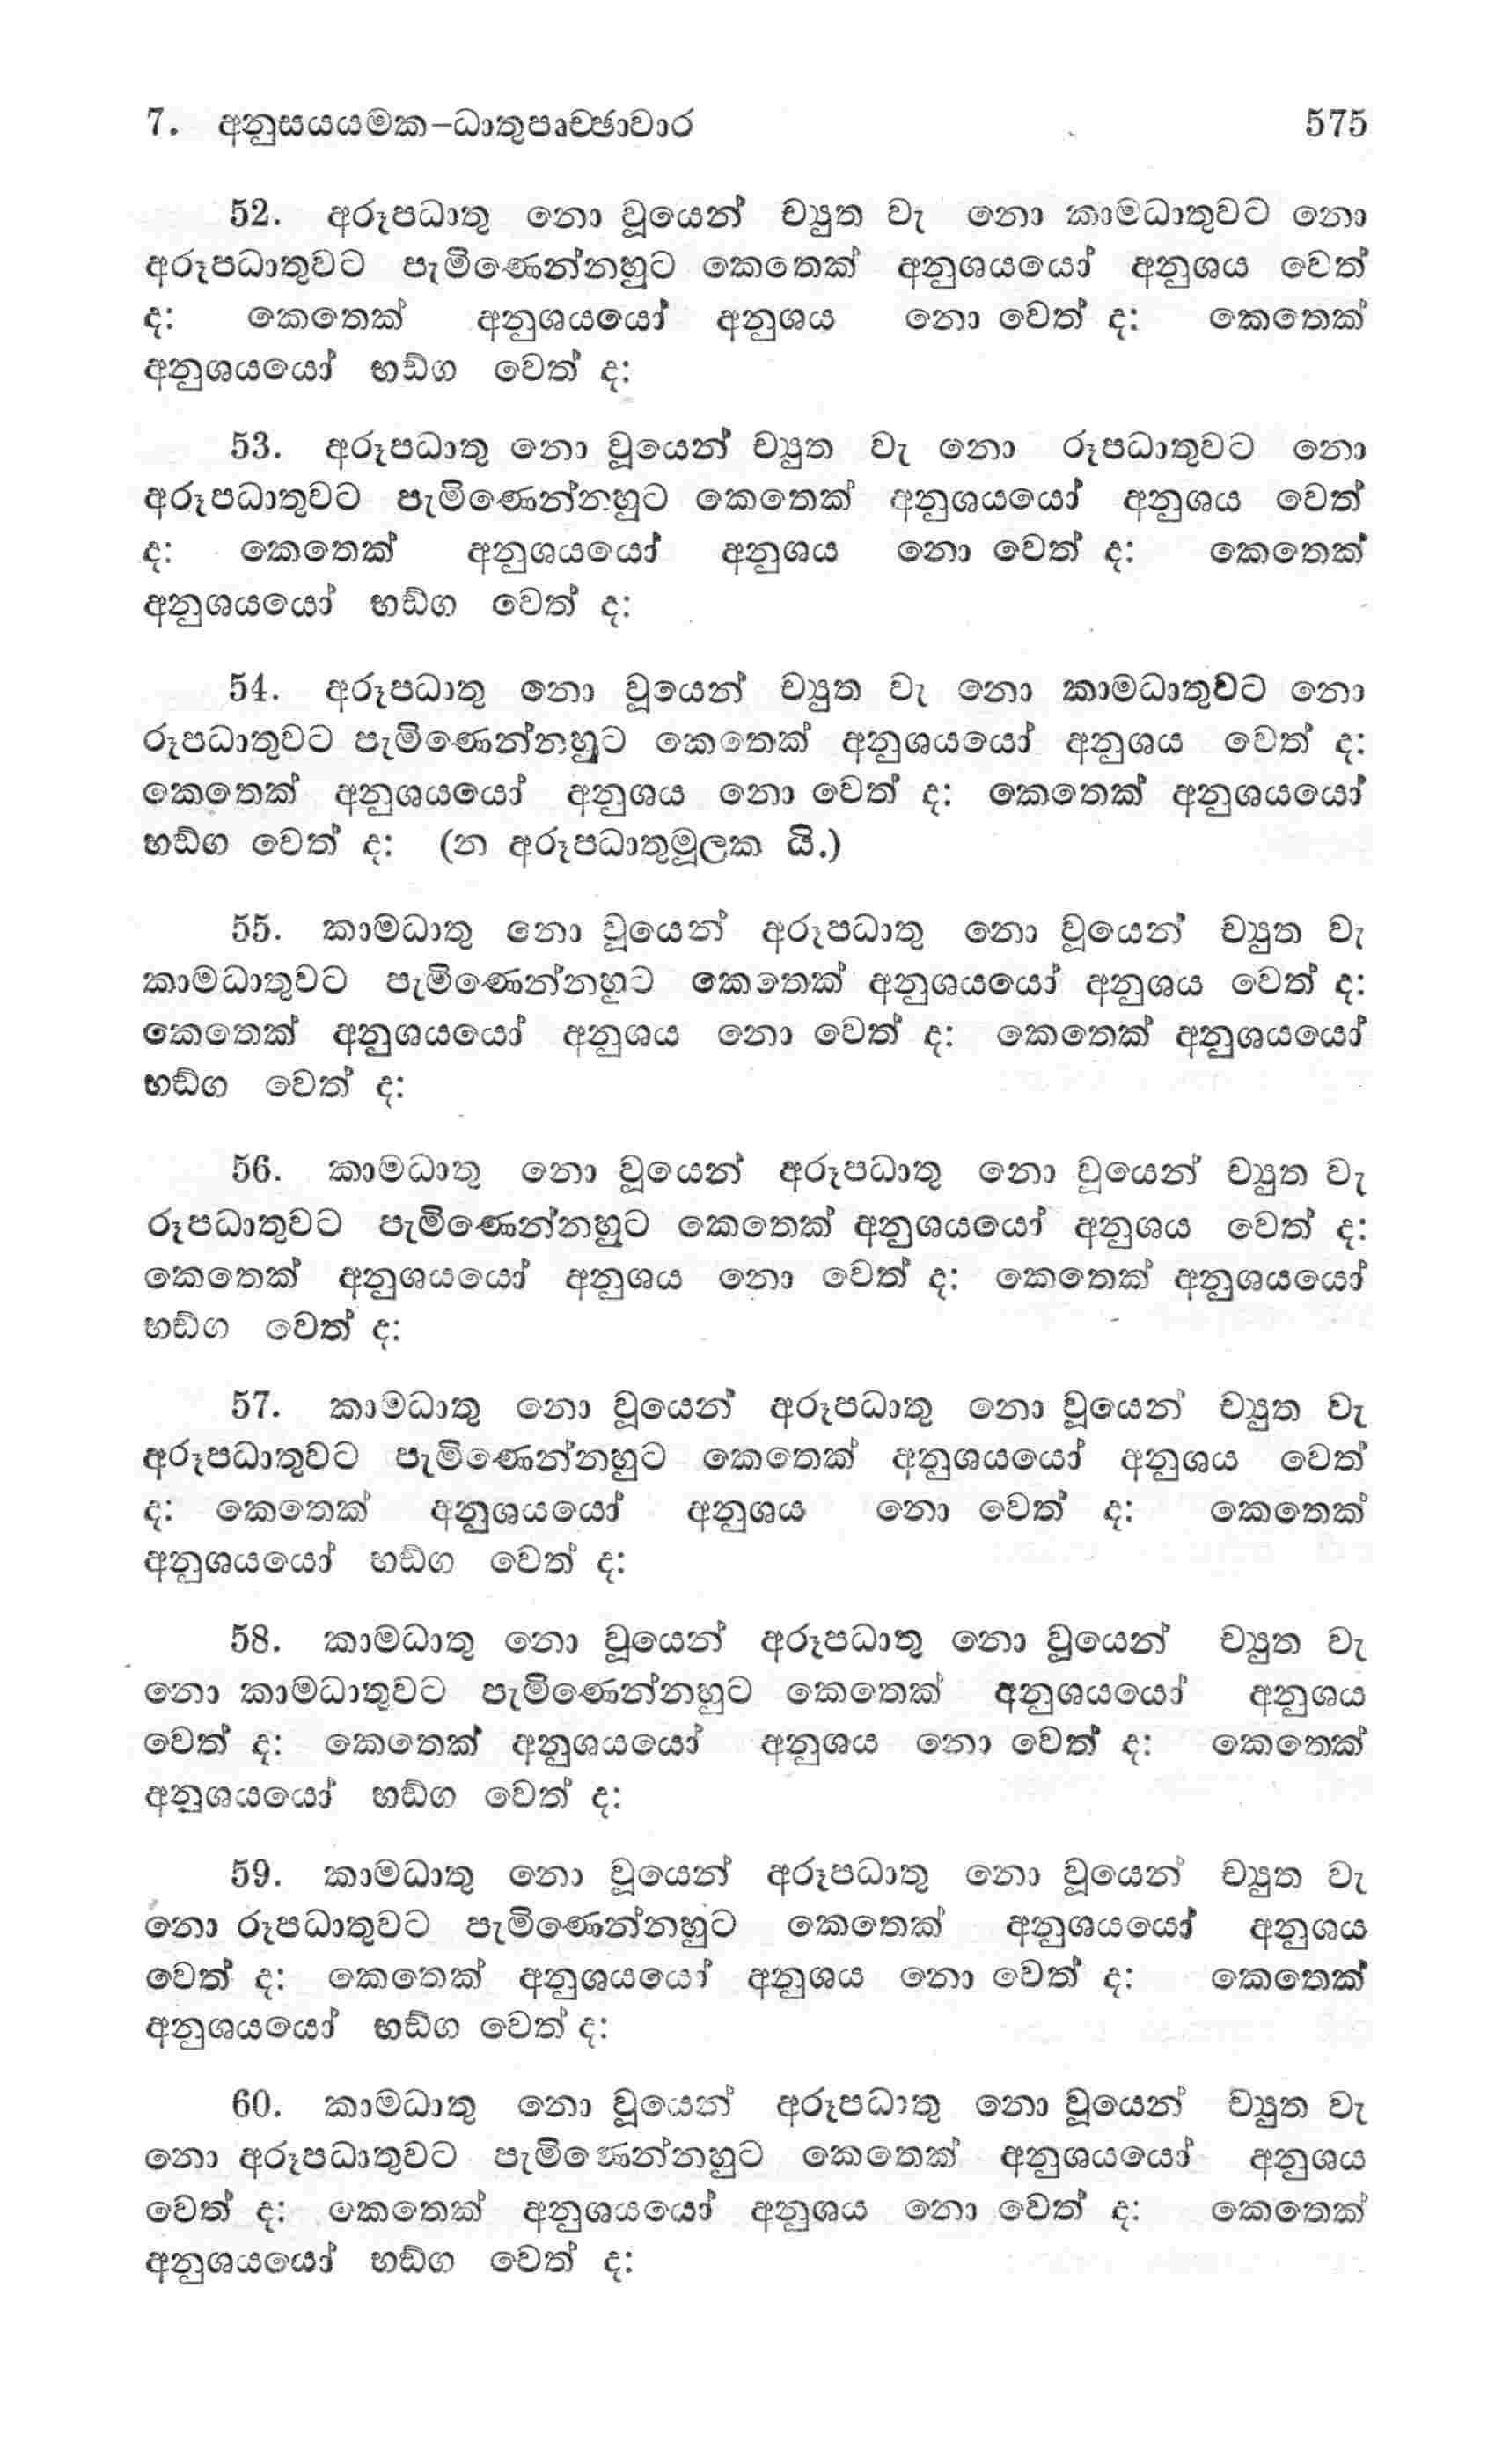 7. අනුසයයමක–ධාතුපෘච්ඡාවාර 575
52. අරූපධාතු නො වූයෙන් ච්‍යුත වැ නො කාමධාතුවට නො
අරූපධාතුවට පැමිණෙන්නහුට කෙතෙක් අනුශයයෝ අනුශය වෙත්
ද: කෙතෙක් අනුශයයෝ අනුශය නො වෙත් ද: කෙතෙක්
අනුශයයෝ භඞ්ග වෙත් ද:
53. අරූපධාතු නො වූයෙන් ච්‍යුත වැ නො රූපධාතුවට නො
අරූපධාතුවට පැමිණෙන්නහුට කෙතෙක් අනුශයයෝ අනුශය වෙත්
ද: කෙතෙක් අනුශයයෝ අනුශය නො වෙත් ද: කෙතෙක්
අනුශයයෝ භඞ්ග වෙත් ද:
54. අරූපධාතු නො වූයෙන් ච්‍යුත වැ නො කාමධාතුවට නො
රූපධාතුවට පැමිණෙන්නහුට කෙතෙක් අනුශයයෝ අනුශය වෙත් ද:
කෙතෙක් අනුශයයෝ අනුශය නො වෙත් ද: කෙතෙක් අනුශයයෝ
භඞ්ග වෙත් ද: (න අරූපධාතුමූලක යි.)
55. කාමධාතු නො වූයෙන් අරූපධාතු නො වූයෙන් ච්‍යුත වැ
කාමධාතුවට පැමිණෙන්නහුට කෙතෙක් අනුශයයෝ අනුශය වෙත් ද:
කෙතෙක් අනුශයයෝ අනුශය නො වෙත් ද: කෙතෙක් අනුශයයෝ
භඞ්ග වෙත් ද:
56. කාමධාතු නො වූයෙන් අරූපධාතු නො වූයෙන් ච්‍යුත වැ
රූපධාතුවට පැමිණෙන්නහුට කෙතෙක් අනුශයයෝ අනුශය වෙත් ද:
කෙතෙක් අනුශයයෝ අනුශය නො වෙත් ද: කෙතෙක් අනුශයයෝ
භඞ්ග වෙත් ද:
57. කාමධාතු නො වූයෙන් අරූපධාතු නො වූයෙන් ච්‍යුත වැ
අරූපධාතුවට පැමිණෙන්නහුට කෙතෙක් අනුශයයෝ අනුශය වෙත්
ද: කෙතෙක් අනුශයයෝ අනුශය නො වෙත් ද: කෙතෙක්
අනුශයයෝ භඞ්ග වෙත් ද:
58. කාමධාතු නො වූයෙන් අරූපධාතු නො වූයෙන් ච්‍යුත වැ
නො කාමධාතුවට පැමිණෙන්නහුට කෙතෙක් අනුශයයෝ අනුශය
වෙත් ද: කෙතෙක් අනුශයයෝ අනුශය නො වෙත් ද: කෙතෙක්
අනුශයයෝ භඞ්ග වෙත් ද:
59. කාමධාතු නො වූයෙන් අරූපධාතු නො වූයෙන් ච්‍යුත වැ
නො රූපධාතුවට පැමිණෙන්නහුට කෙතෙක් අනුශයයෝ අනුශය
වෙත් ද: කෙතෙක් අනුශයයෝ අනුශය නො වෙත් ද: කෙතෙක්
අනුශයයෝ භඞ්ග වෙත් ද:
60. කාමධාතු නො වූයෙන් අරූපධාතු නො වූයෙන් ච්‍යුත වැ
නො අරූපධාතුවට පැමිණෙන්නහුට කෙතෙක් අනුශයයෝ අනුශය
වෙත් ද: කෙතෙක් අනුශයයෝ අනුශය නො වෙත් ද: කෙතෙක්
අනුශයයෝ භඞ්ග වෙත් ද: